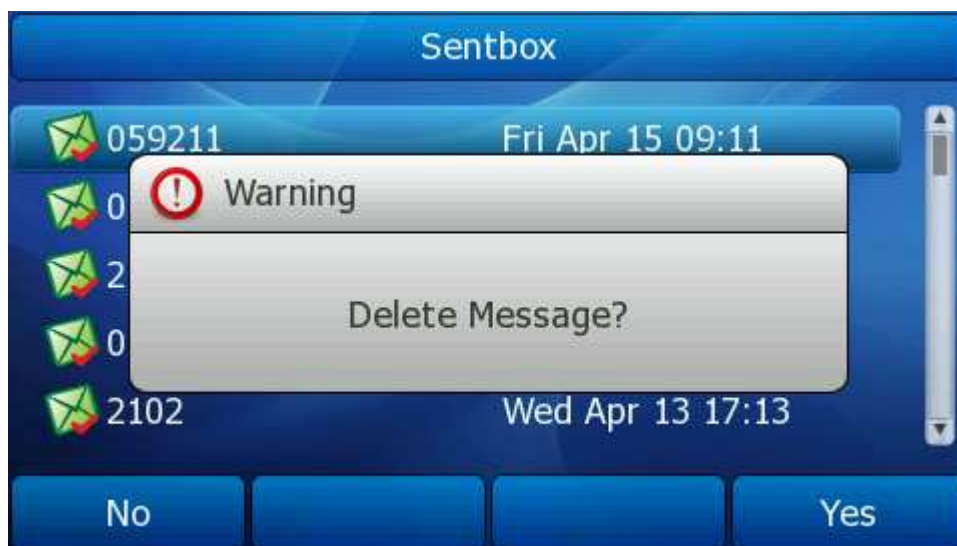 Sentbox
059211 Fri Apr 15 09:11
0
Warning
2
Delete Message?
0
2102 Wed Apr 13 17:13
No Yes